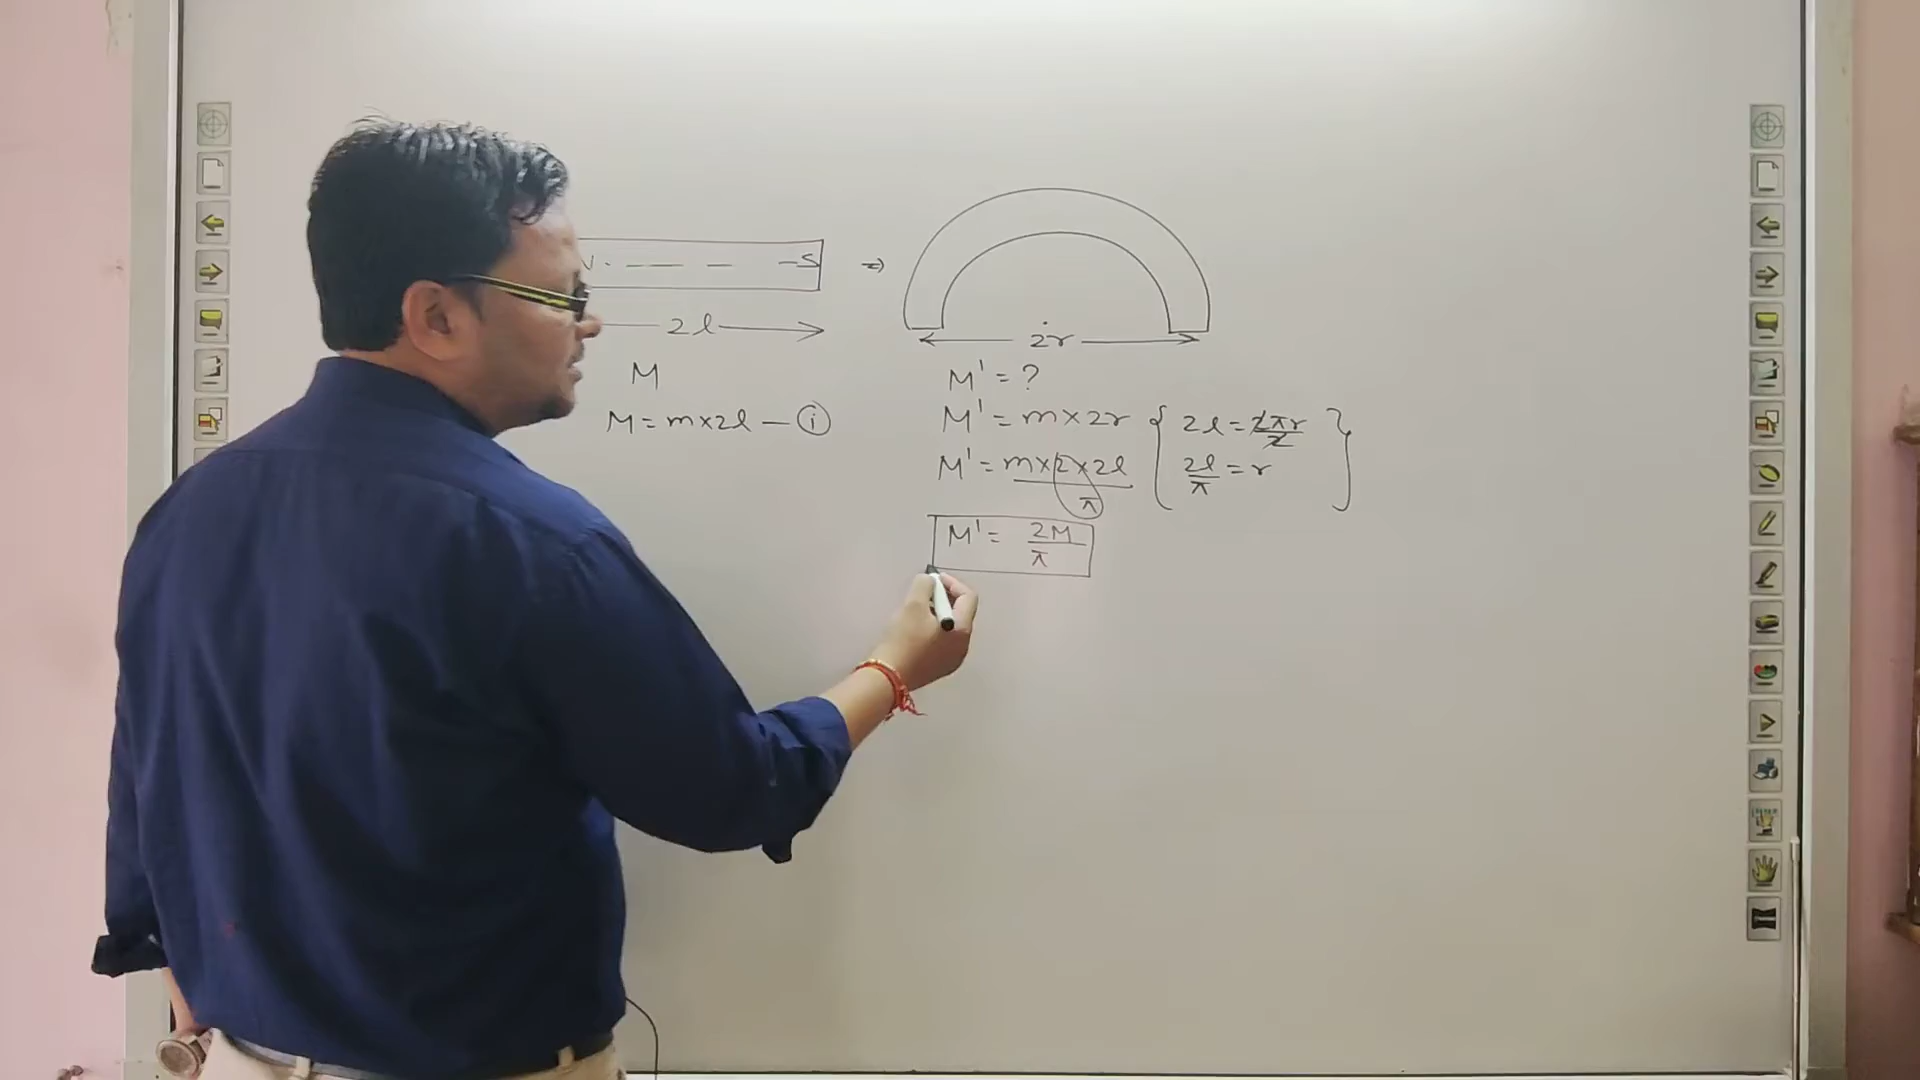 N - — — - S
2l
M
M = m×2l — (i)
⇒
2r
M' = ?
M' = m×2r { 2l = 2πr/2
M' = m×2×2l/π 2l/π = r }
M' = 2M/π